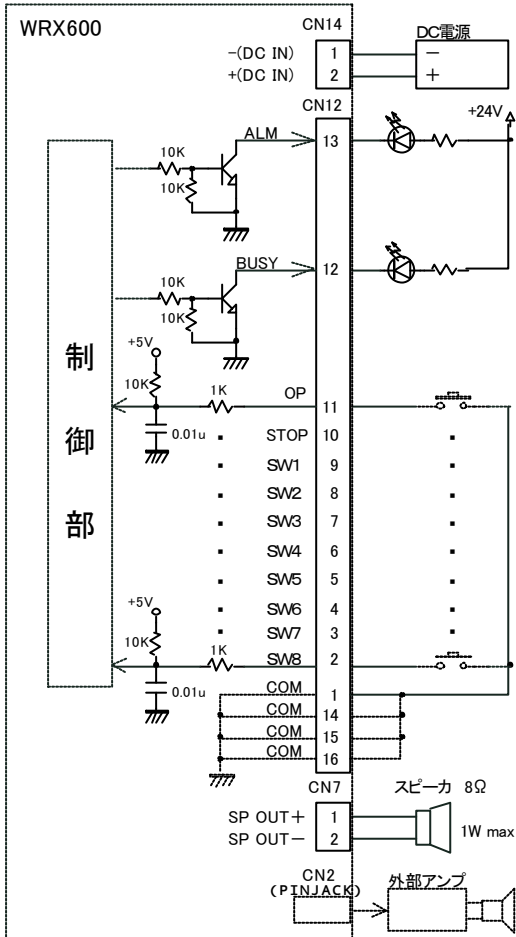 WRX600
CN14
DC電源
-(DC IN) 1 −
+(DC IN) 2 +
CN12
+24V
ALM 13
10K
10K
BUSY 12
10K
10K
制御部
+5V
10K
1K
OP 11
0.01u
STOP 10
SW1 9
SW2 8
SW3 7
SW4 6
SW5 5
SW6 4
SW7 3
+5V
10K
1K
SW8 2
0.01u
COM 1
COM 14
COM 15
COM 16
CN7
スピーカ 8Ω
SP OUT+ 1
SP OUT− 2
1W max
CN2
(PINJACK)
外部アンプ